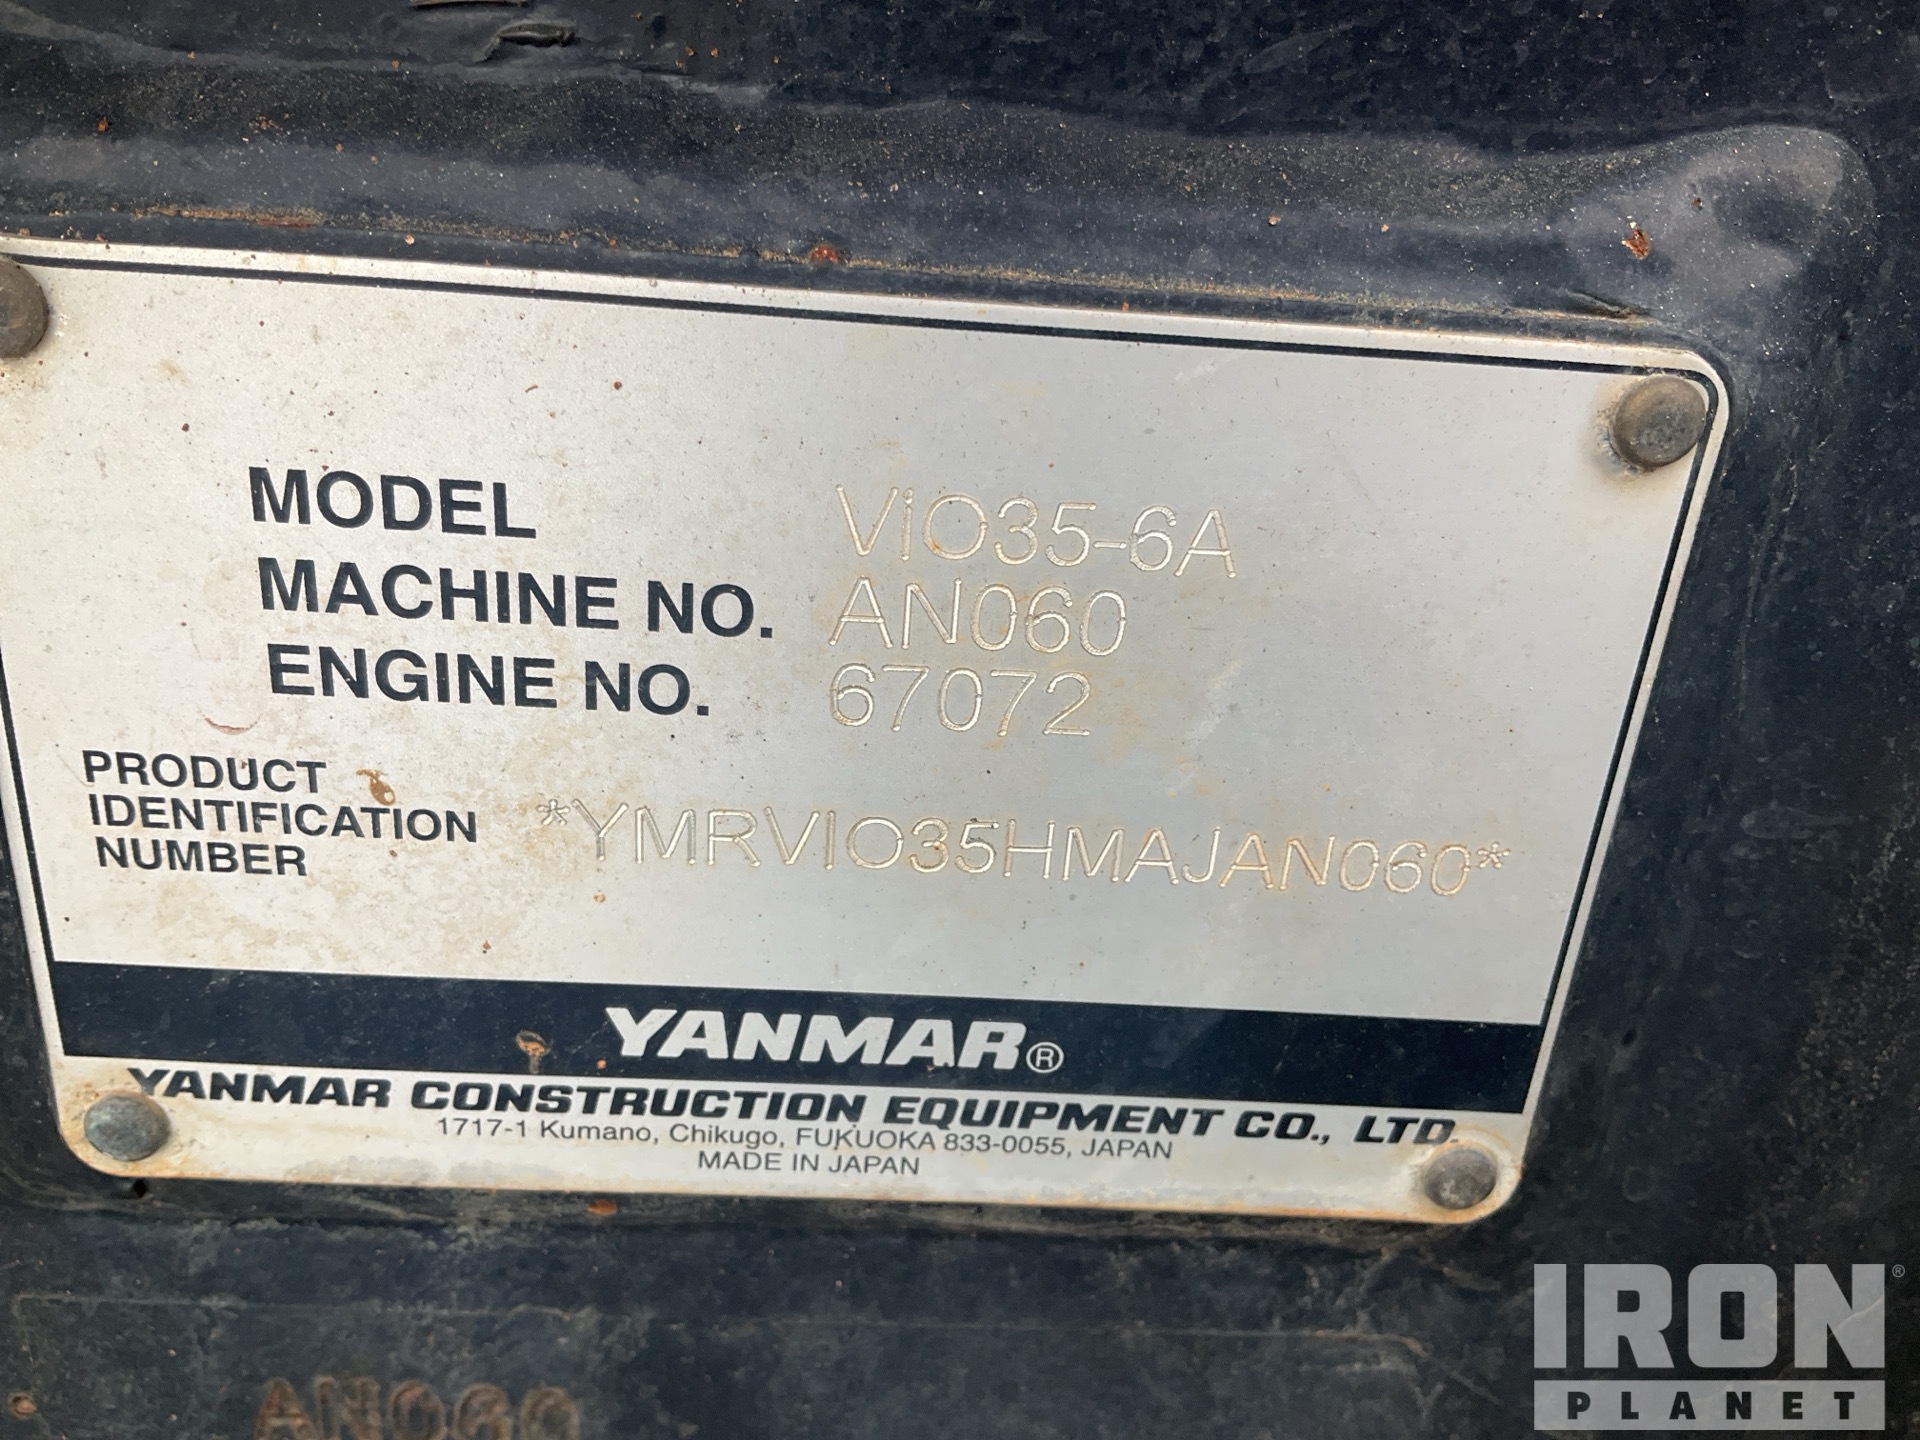 MODEL ViO35-6A
MACHINE NO. AN060
ENGINE NO. 67072
PRODUCT
IDENTIFICATION
NUMBER *YMRVIO35HMAJAN060*
YANMAR®
YANMAR CONSTRUCTION EQUIPMENT CO., LTD.
1717-1 Kumano, Chikugo, FUKUOKA 833-0055, JAPAN
MADE IN JAPAN
AN060
IRON®
PLANET